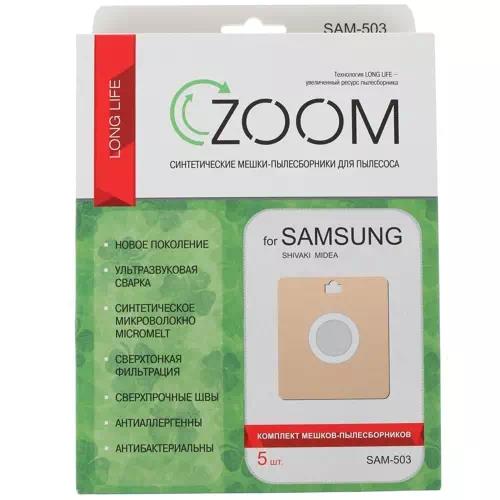 SAM-503
LONG LIFE
Технология LONG LIFE –
увеличенный ресурс пылесборника
ZOOM
СИНТЕТИЧЕСКИЕ МЕШКИ-ПЫЛЕСБОРНИКИ ДЛЯ ПЫЛЕСОСА
• НОВОЕ ПОКОЛЕНИЕ
• УЛЬТРАЗВУКОВАЯ
СВАРКА
• СИНТЕТИЧЕСКОЕ
МИКРОВОЛОКНО
MICROMELT
• СВЕРХТОНКАЯ
ФИЛЬТРАЦИЯ
• СВЕРХПРОЧНЫЕ ШВЫ
• АНТИАЛЛЕРГЕННЫ
• АНТИБАКТЕРИАЛЬНЫ
for SAMSUNG
SHIVAKI MIDEA
КОМПЛЕКТ МЕШКОВ-ПЫЛЕСБОРНИКОВ
5 шт.
SAM-503